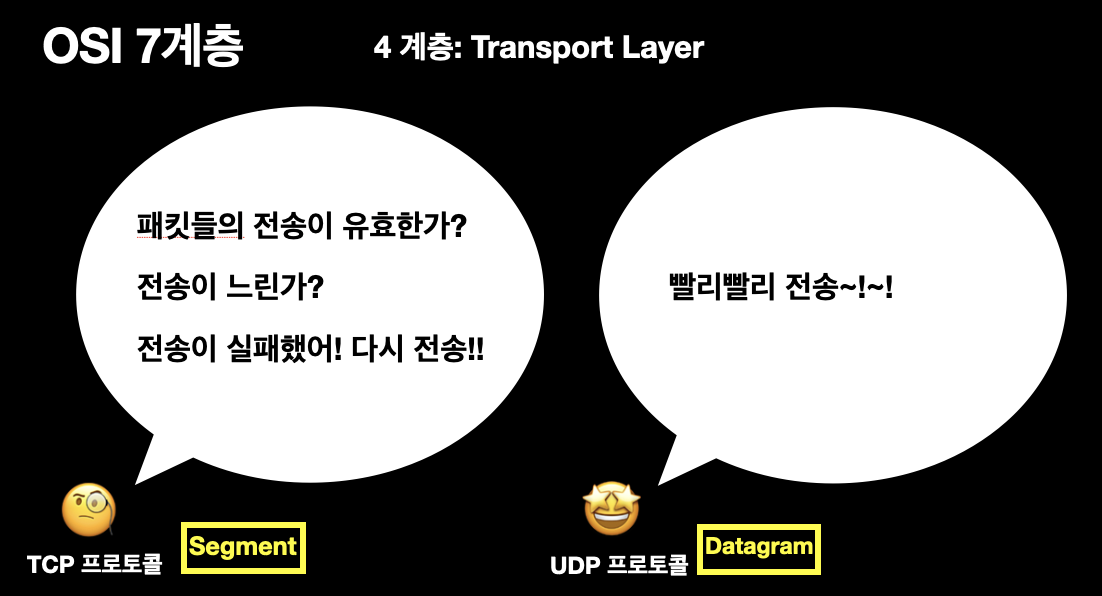 OSI 7계층
4 계층: Transport Layer
패킷들의 전송이 유효한가?
전송이 느린가?
전송이 실패했어! 다시 전송!!
빨리빨리 전송~!~!
TCP 프로토콜
Segment
UDP 프로토콜
Datagram